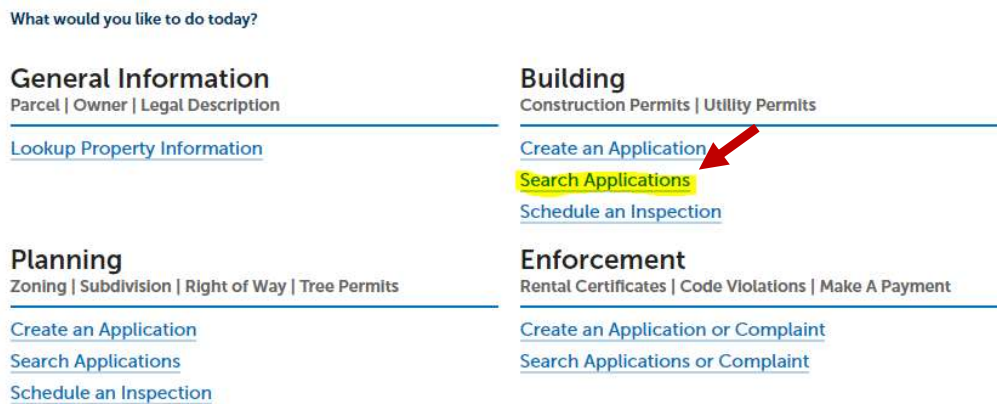 What would you like to do today?
General Information
Parcel | Owner | Legal Description
Lookup Property Information
Building
Construction Permits | Utility Permits
Create an Application
Search Applications
Schedule an Inspection
Planning
Zoning | Subdivision | Right of Way | Tree Permits
Create an Application
Search Applications
Schedule an Inspection
Enforcement
Rental Certificates | Code Violations | Make A Payment
Create an Application or Complaint
Search Applications or Complaint